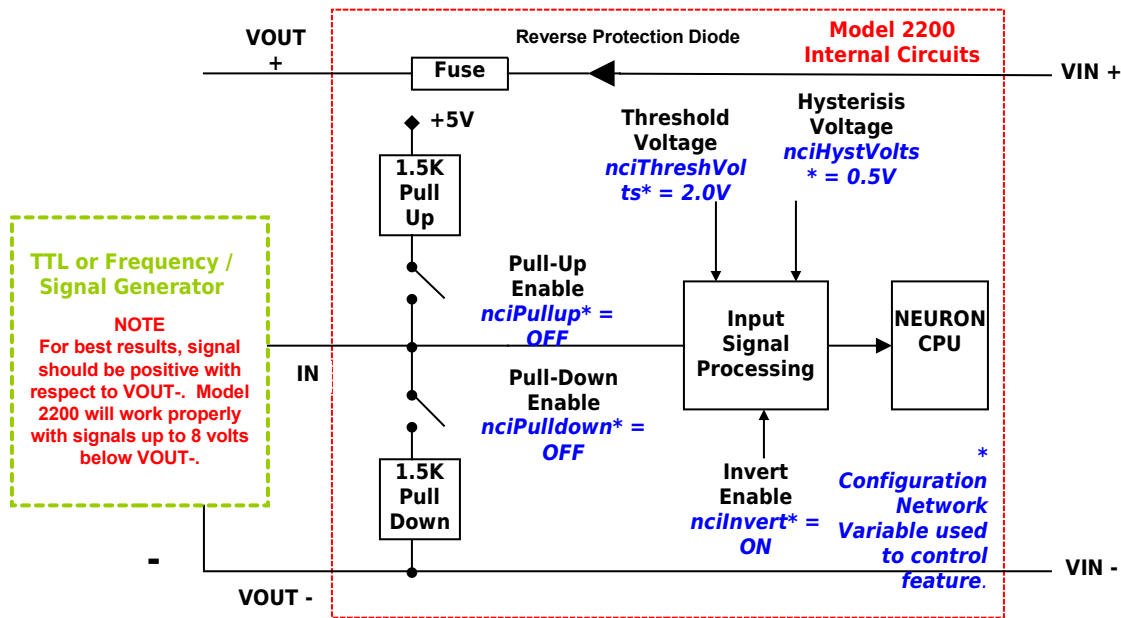 VOUT
+
Reverse Protection Diode
Model 2200
Internal Circuits
Fuse
VIN +
+5V
Threshold
Voltage
nciThreshVol
ts* = 2.0V
Hysterisis
Voltage
nciHystVolts
* = 0.5V
1.5K
Pull
Up
TTL or Frequency /
Signal Generator
NOTE
For best results, signal
should be positive with
respect to VOUT-. Model
2200 will work properly
with signals up to 8 volts
below VOUT-.
Pull-Up
Enable
nciPullup* =
OFF
IN
Input
Signal
Processing
NEURON
CPU
Pull-Down
Enable
nciPulldown* =
OFF
1.5K
Pull
Down
Invert
Enable
nciInvert* =
ON
*
Configuration
Network
Variable used
to control
feature.
-
VOUT -
VIN -